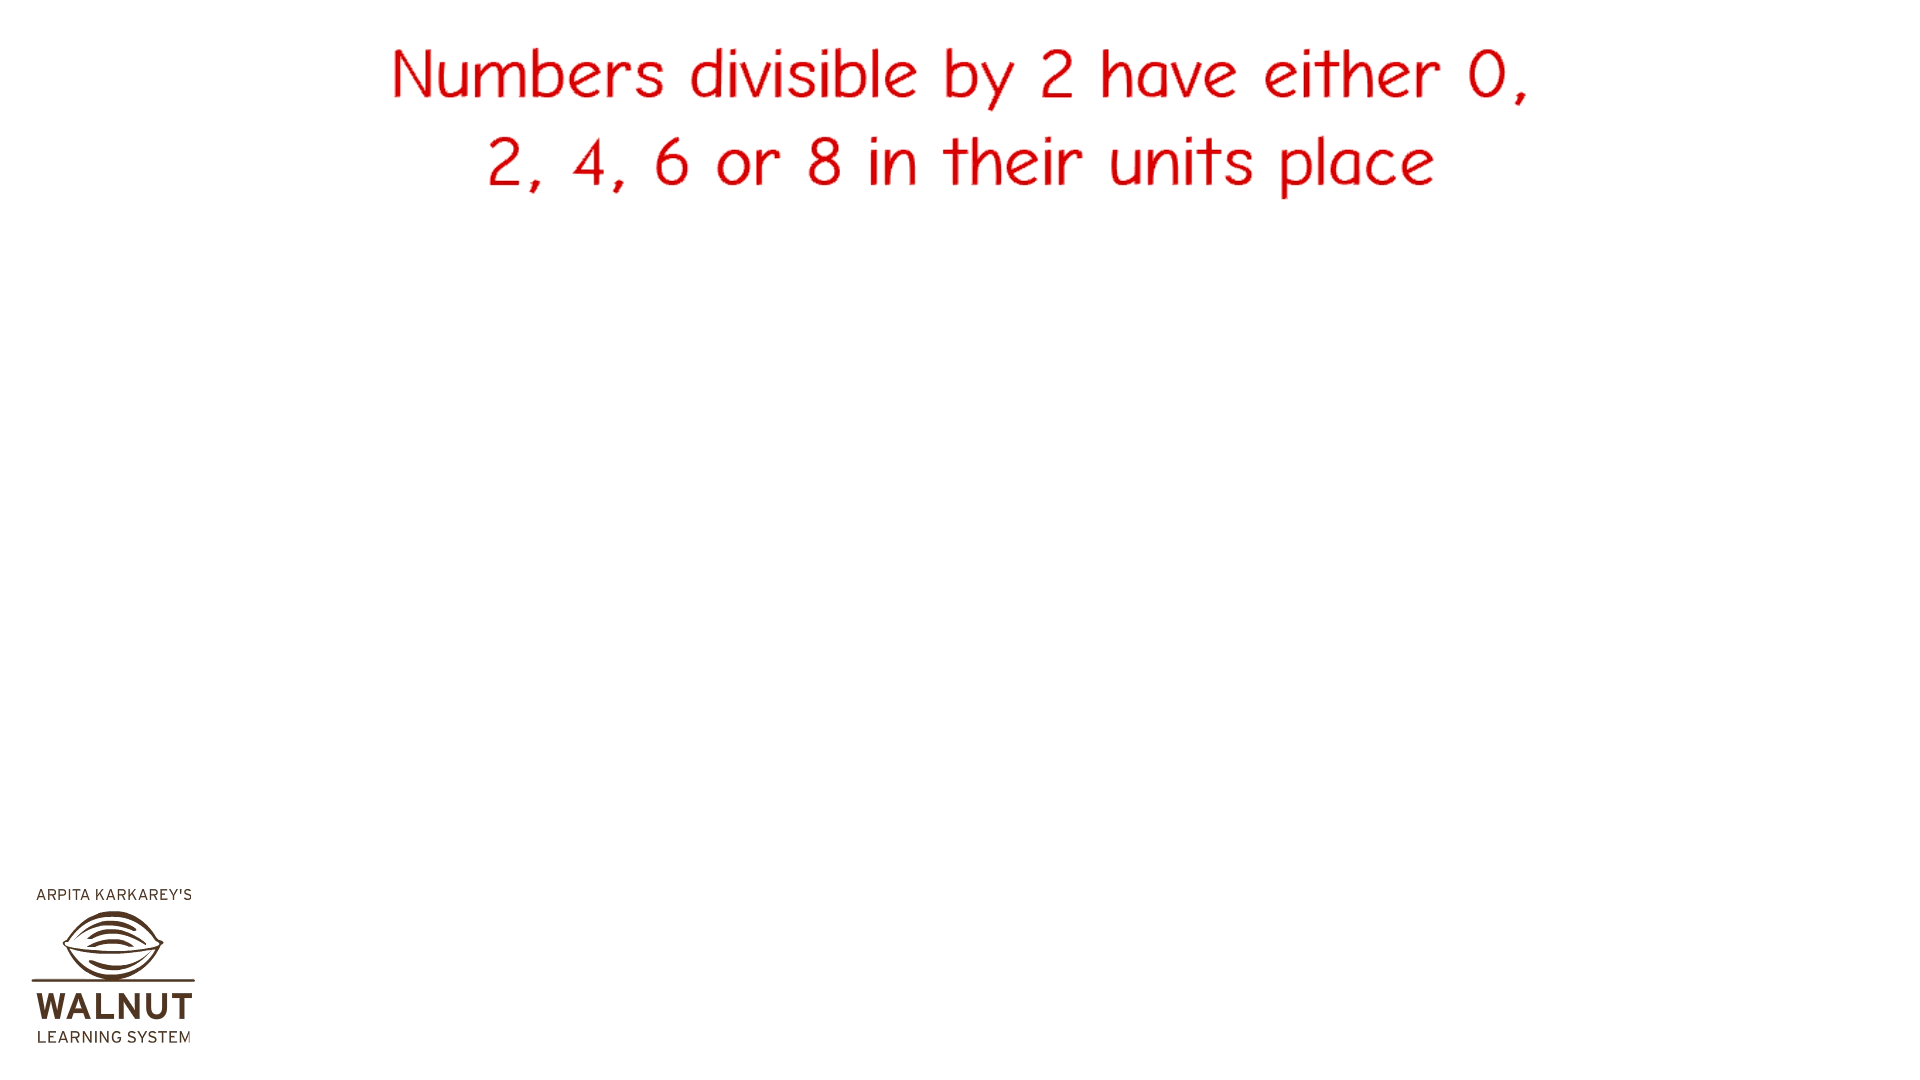 Numbers divisible by 2 have either 0,
2, 4, 6 or 8 in their units place
ARPITA KARKAREY'S
WALNUT
LEARNING SYSTEM